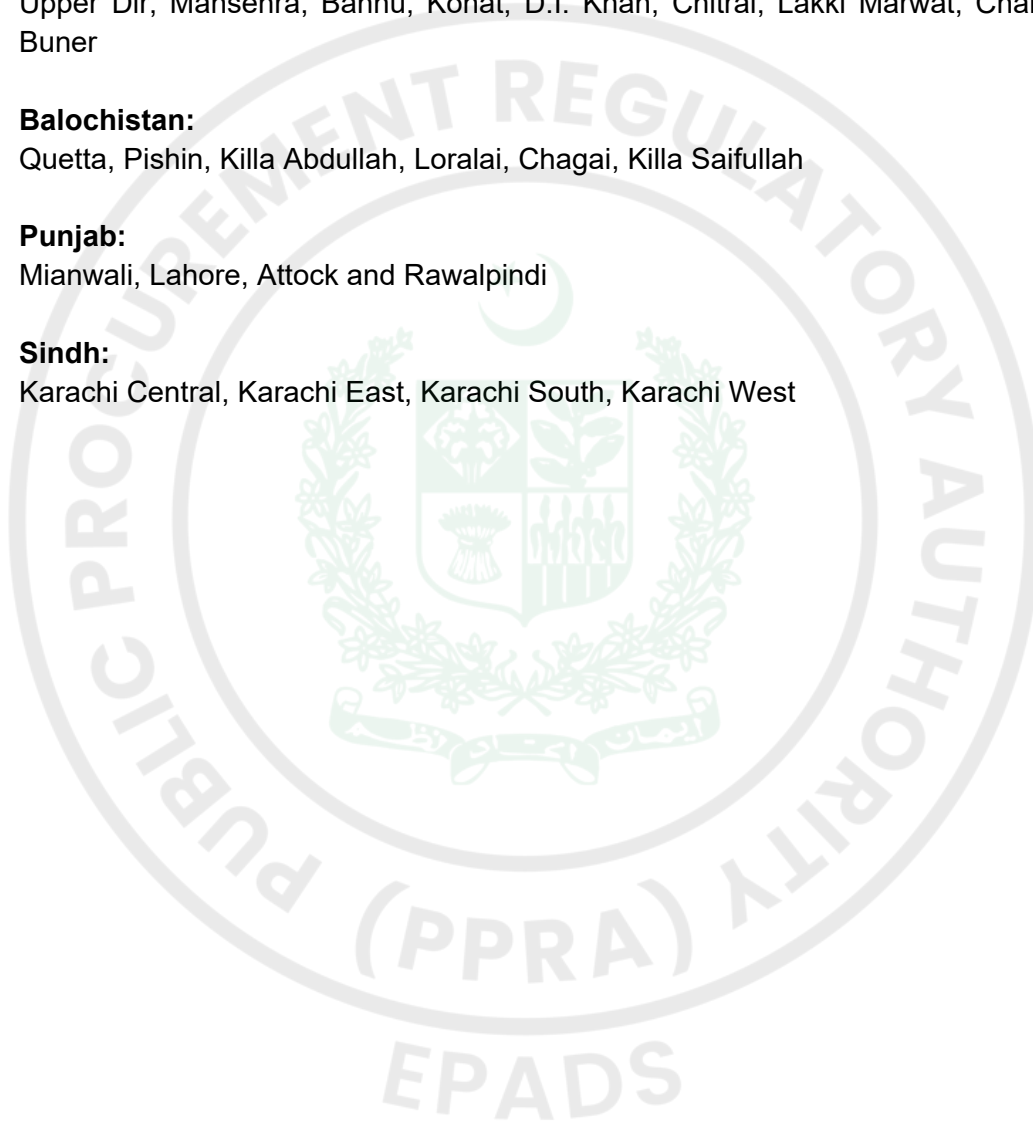 Upper Dir, Mansehra, Bannu, Kohat, D.I. Khan, Chitral, Lakki Marwat,
Buner
Balochistan:
Quetta, Pishin, Killa Abdullah, Loralai, Chagai, Killa Saifullah
Punjab:
Mianwali, Lahore, Attock and Rawalpindi
Sindh:
Karachi Central, Karachi East, Karachi South, Karachi West
PUBLIC PROCUREMENT REGULATORY AUTHORITY
(PPRA)
EPADS